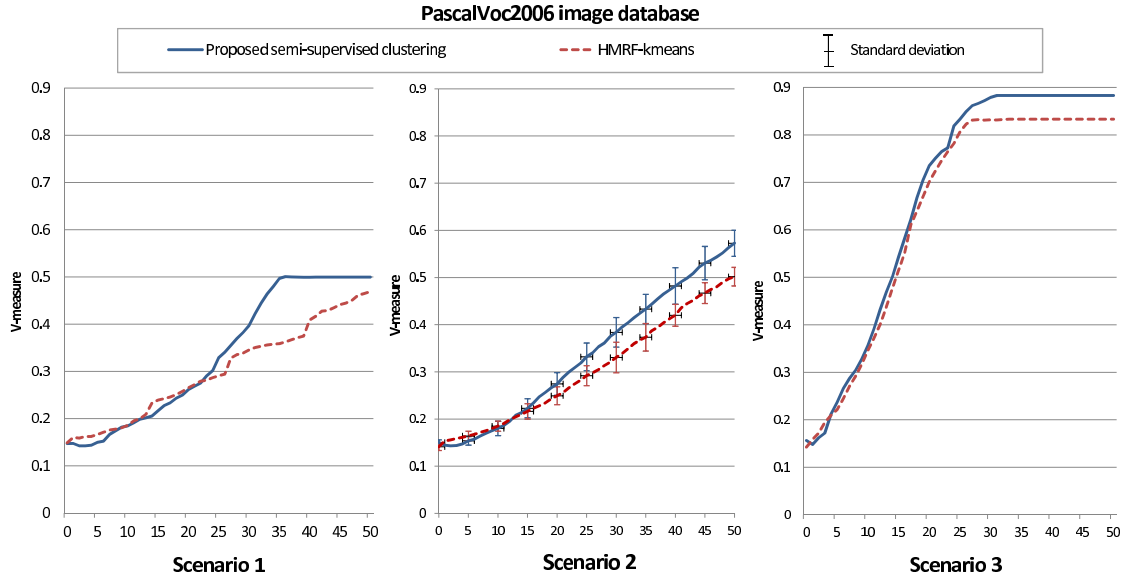 PascalVoc2006 image database
Proposed semi-supervised clustering HMRF-kmeans Standard deviation
V-measure
0.9
0.8
0.7
0.6
0.5
0.4
0.3
0.2
0.1
0
0 5 10 15 20 25 30 35 40 45 50
Scenario 1
V-measure
0.9
0.8
0.7
0.6
0.5
0.4
0.3
0.2
0.1
0
0 5 10 15 20 25 30 35 40 45 50
Scenario 2
V-measure
0.9
0.8
0.7
0.6
0.5
0.4
0.3
0.2
0.1
0
0 5 10 15 20 25 30 35 40 45 50
Scenario 3